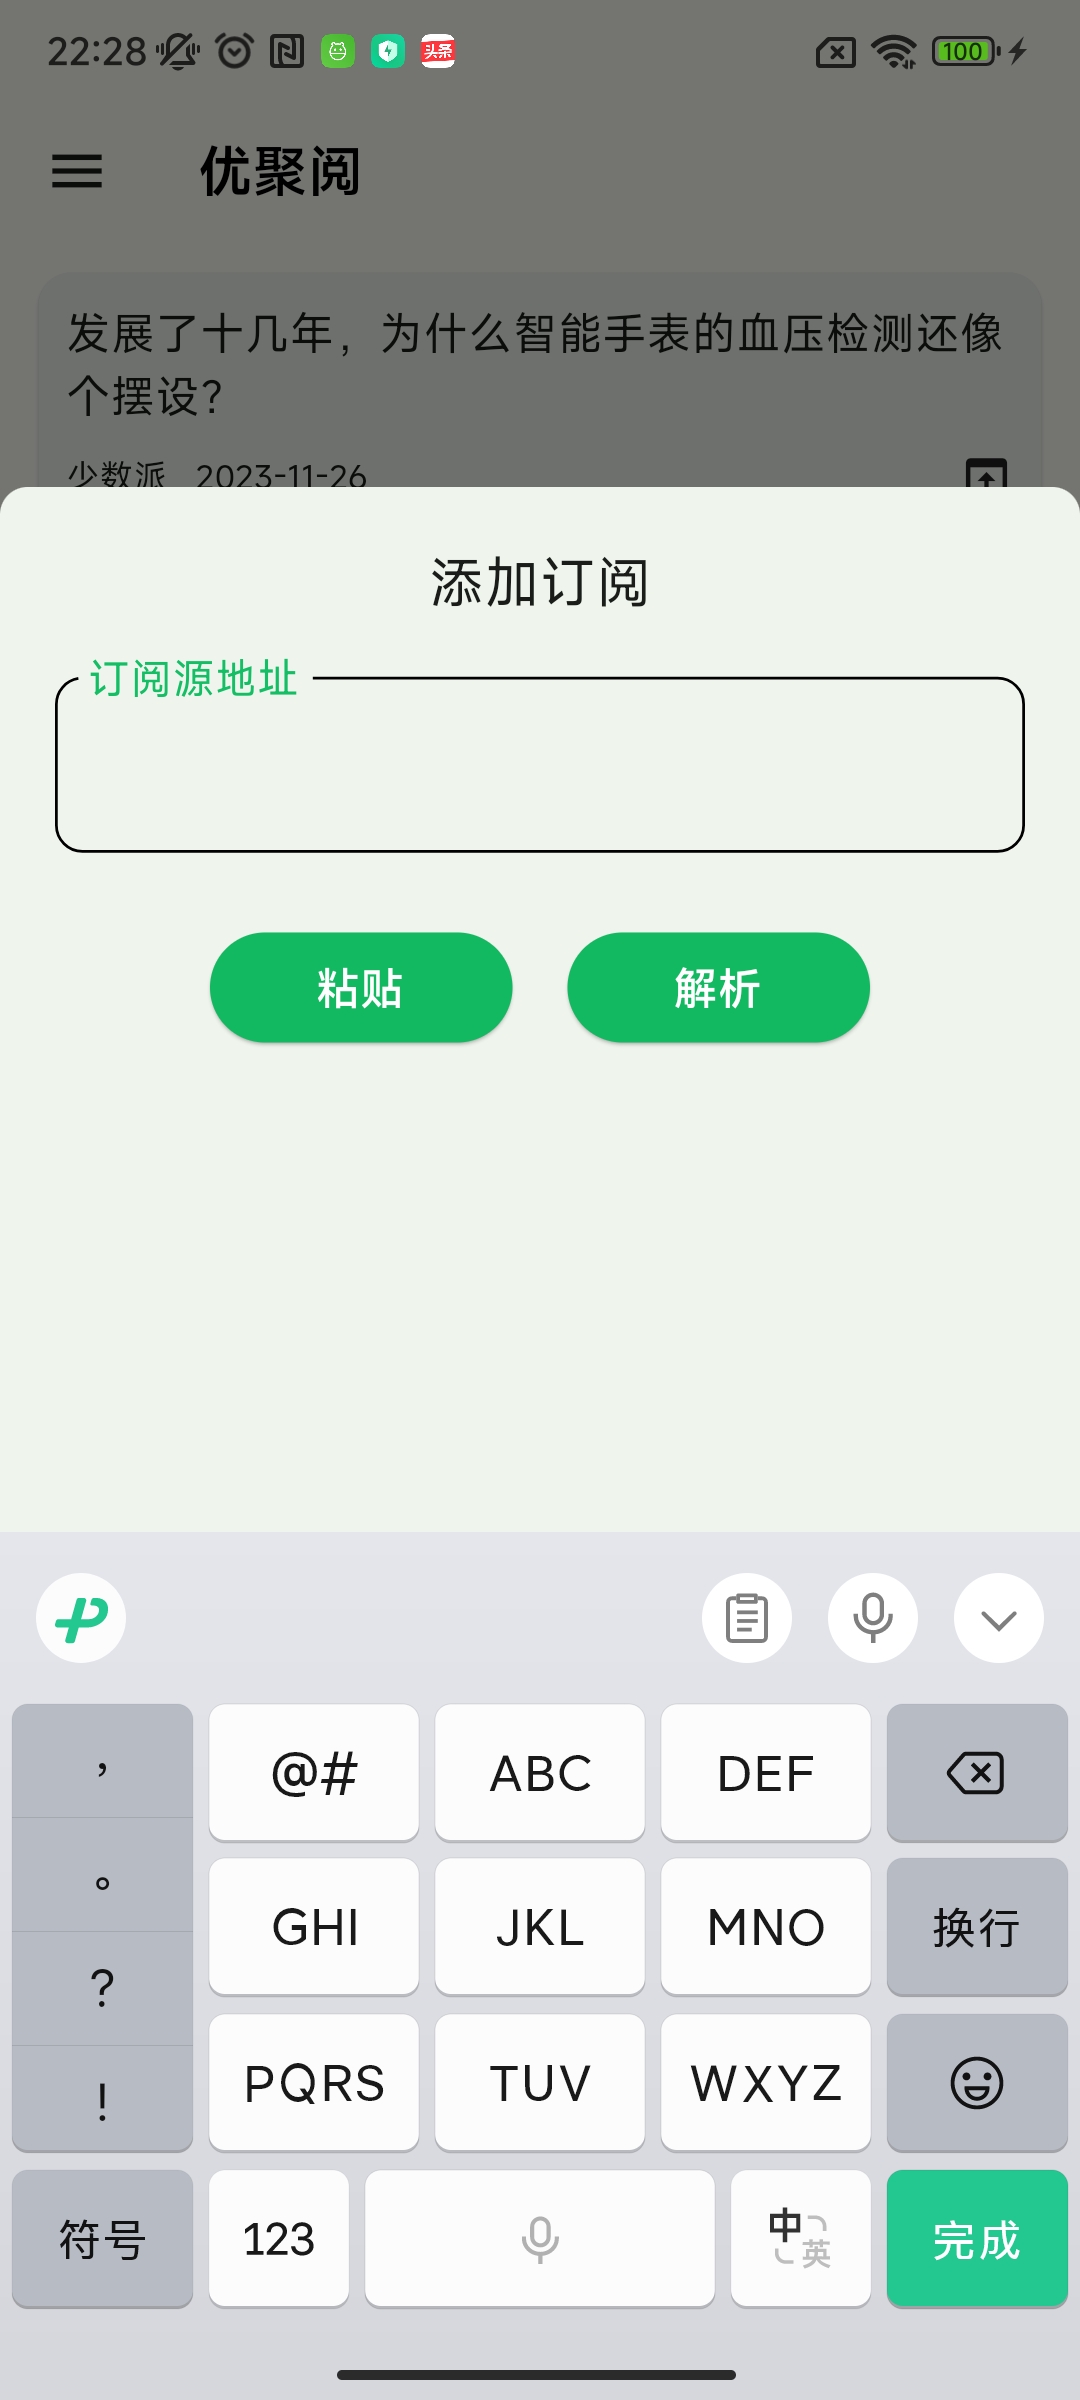 22:28
头条
100
优聚阅
发展了十几年，为什么智能手表的血压检测还像
个摆设？
少数派 2023-11-26
添加订阅
订阅源地址
粘贴 解析
，
@# ABC DEF
。
GHI JKL MNO 换行
?
PQRS TUV WXYZ
!
符号 123 中英 完成